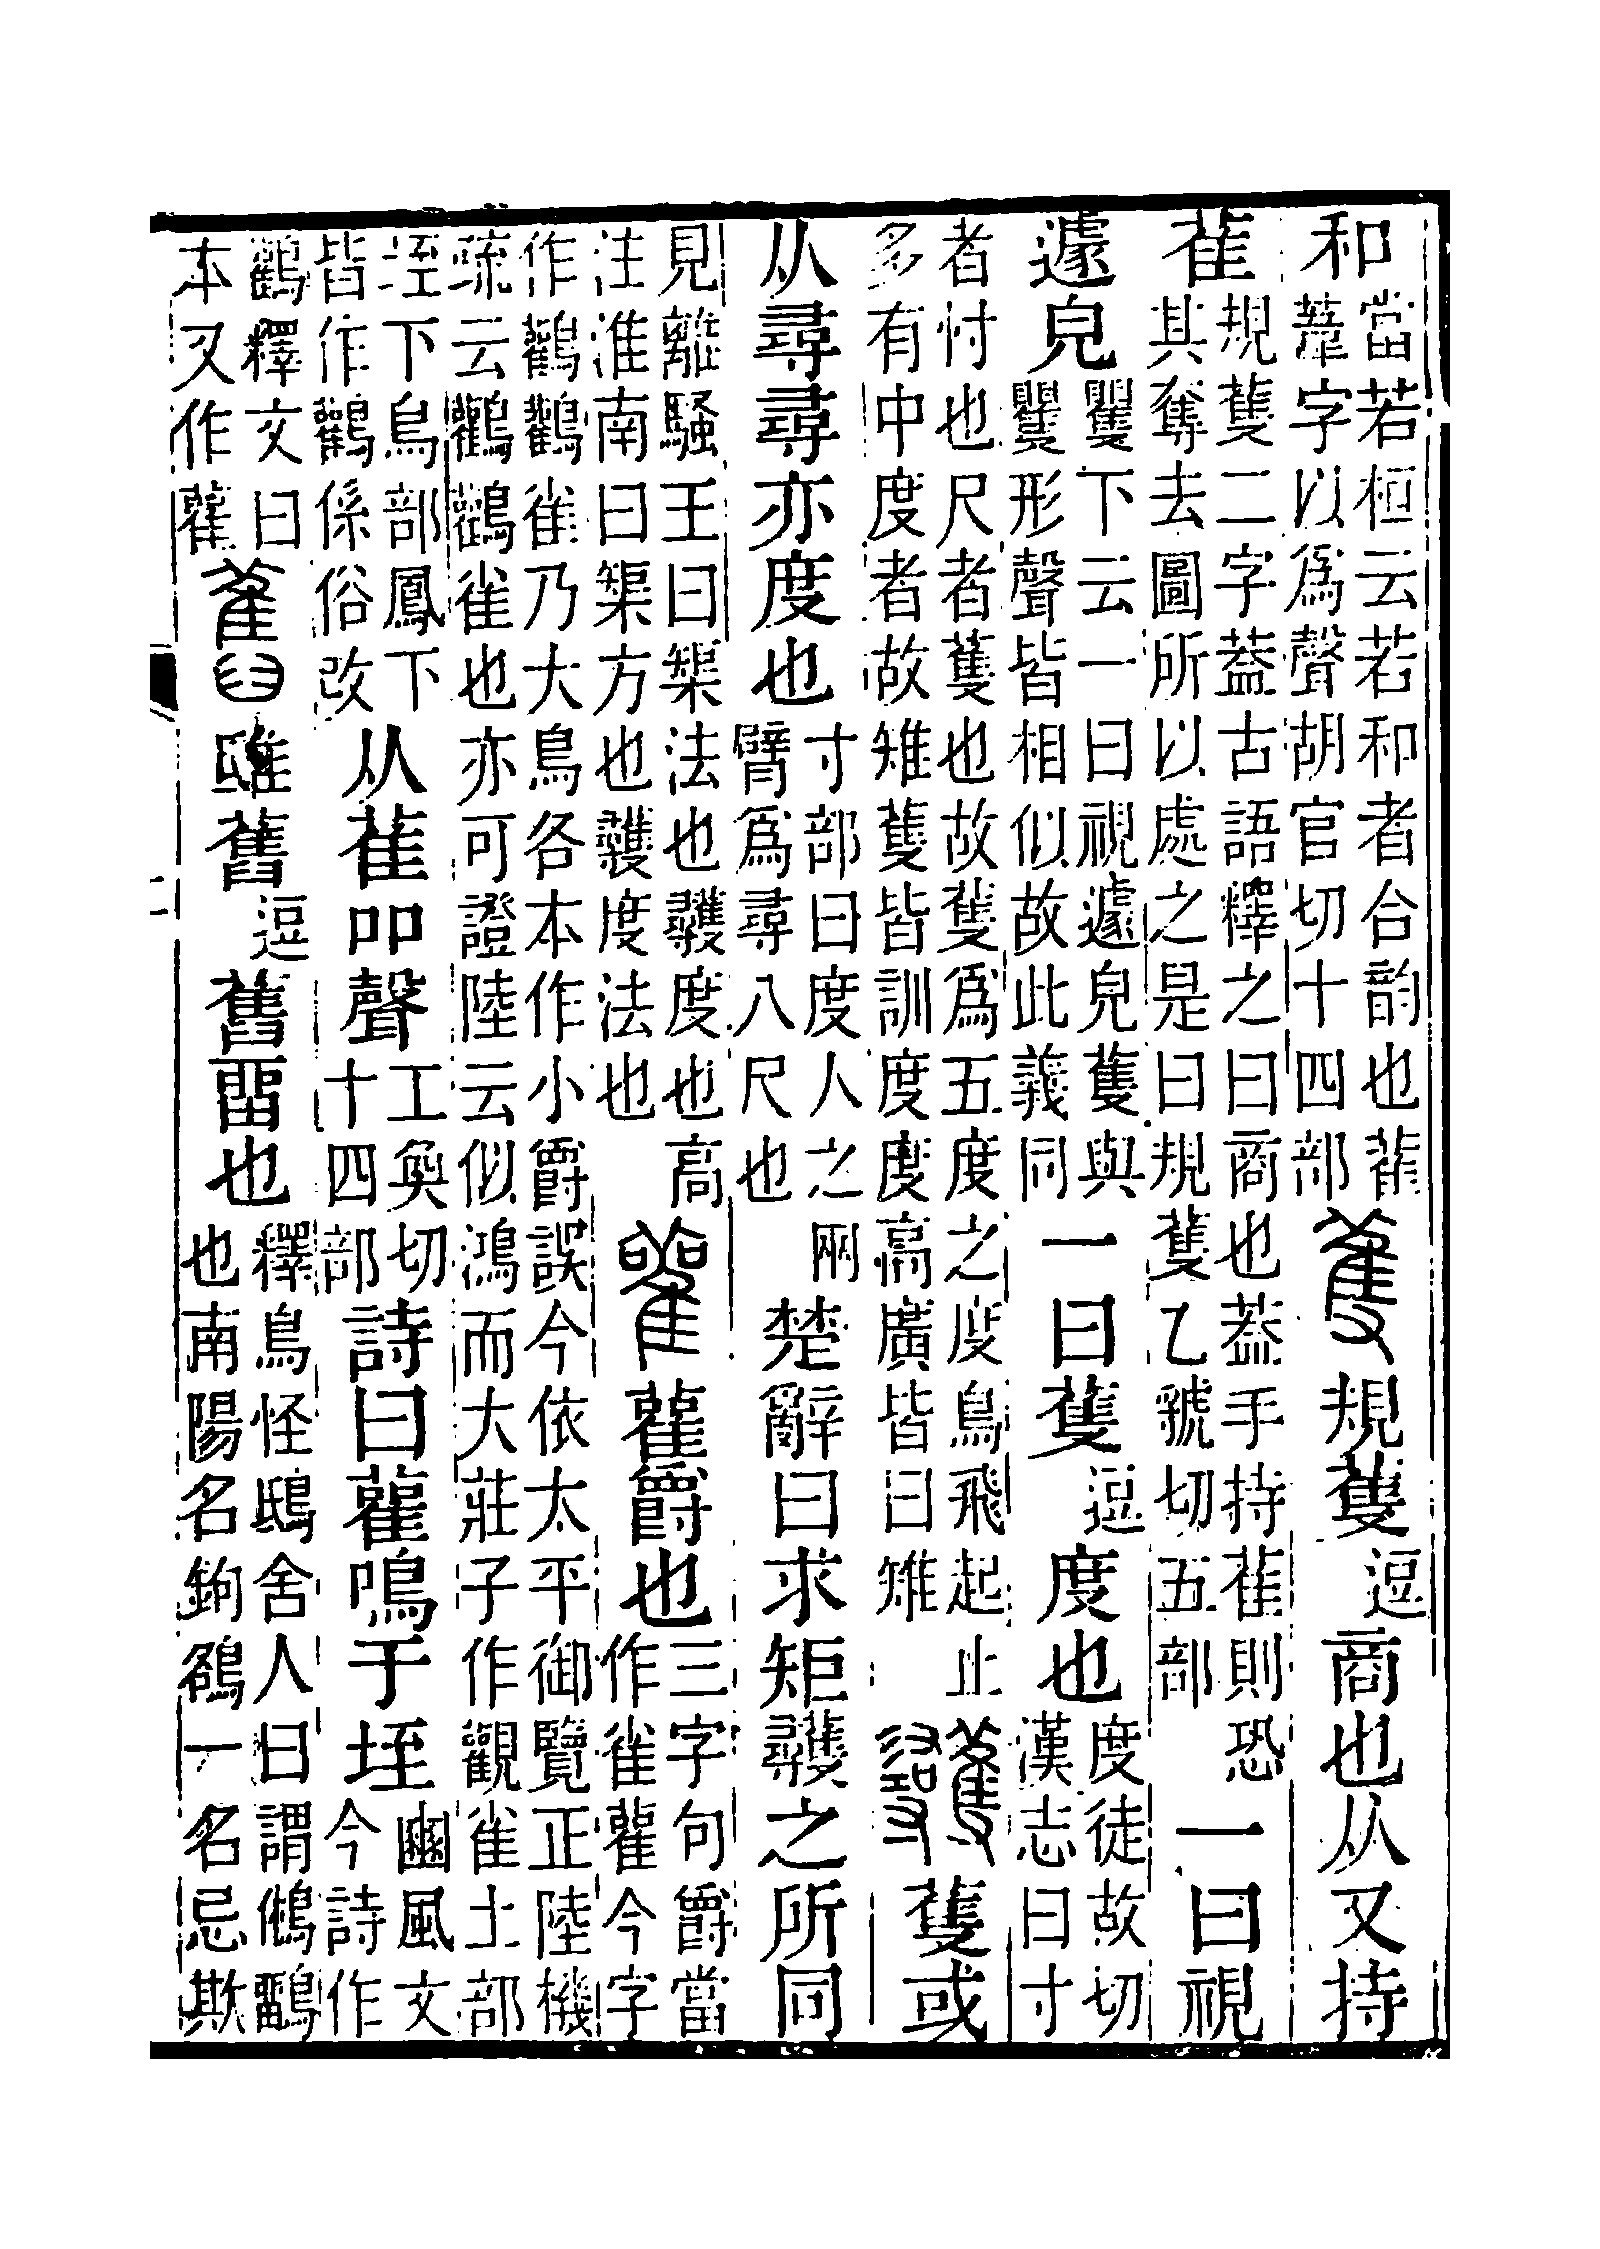 和當若桓云若和者合韵也萑
葦字以爲聲胡官切十四部蒦規蒦逗商也从又持
萑規蒦二字葢古語釋之曰商也葢手持萑則恐
其奪去圖所以處之是曰規蒦乙虢切五部一曰視
遽皃矍下云一曰視遽皃蒦與
矍形聲皆相似故此義同一曰蒦逗度也度徒故切
漢志曰寸
者忖也尺者蒦也故蒦爲五度之度鳥飛起止
多有中度者故雉蒦皆訓度度高廣皆曰雉彠蒦或
从尋尋亦度也寸部曰度人之兩
臂爲尋八尺也楚辭曰求矩彠之所同
見離騷王曰榘法也彠度也高
注淮南曰榘方也彠度法也雚雚爵也三字句爵當
作雀雚今字
作鸛鸛雀乃大鳥各本作小爵誤今依太平御覽正陸機
疏云鸛鸛雀也亦可證陸云似鴻而大莊子作觀雀土部
垤下鳥部鳳下
皆作鸛係俗改从萑吅聲工奐切
十四部詩曰雚鳴于垤豳風文
今詩作
鸛釋文曰
本又作雚舊䧑舊逗舊畱也釋鳥怪鴟舍人曰謂鵂鶹
也南陽名鉤鵅一名忌欺